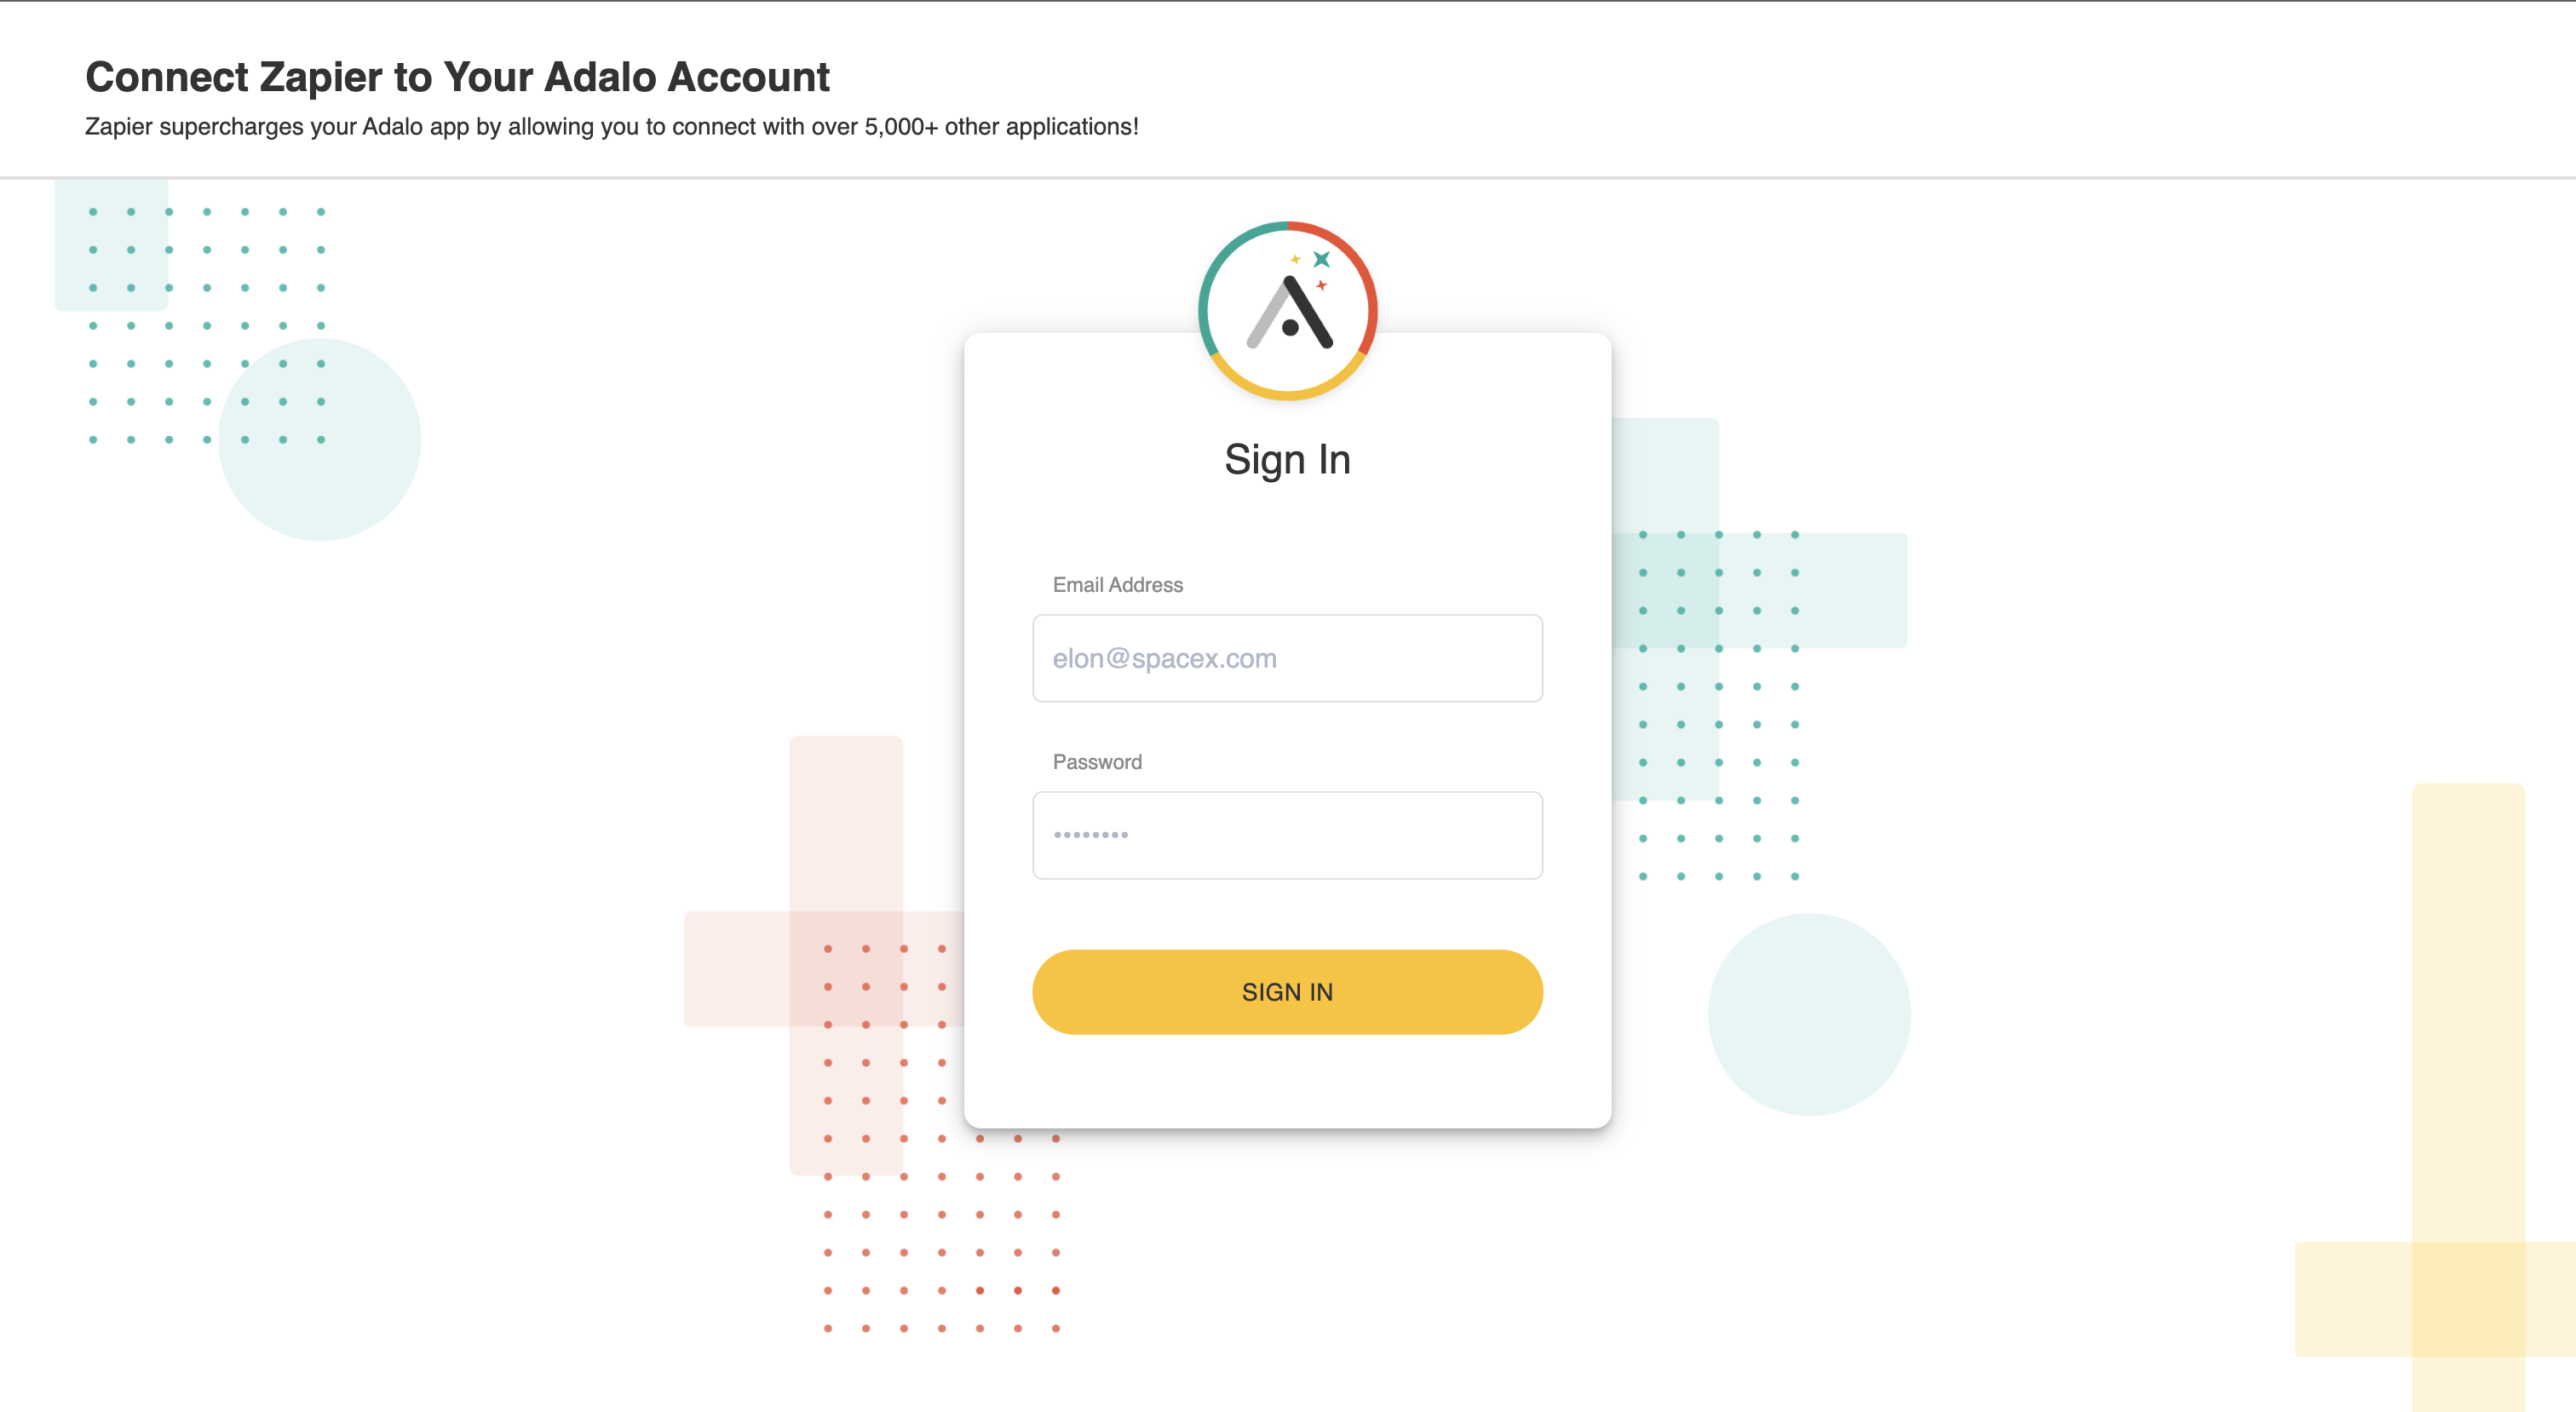 Connect Zapier to Your Adalo Account
Zapier supercharges your Adalo app by allowing you to connect with over 5,000+ other applications!
Sign In
Email Address
elon@spacex.com
Password
••••••••
SIGN IN